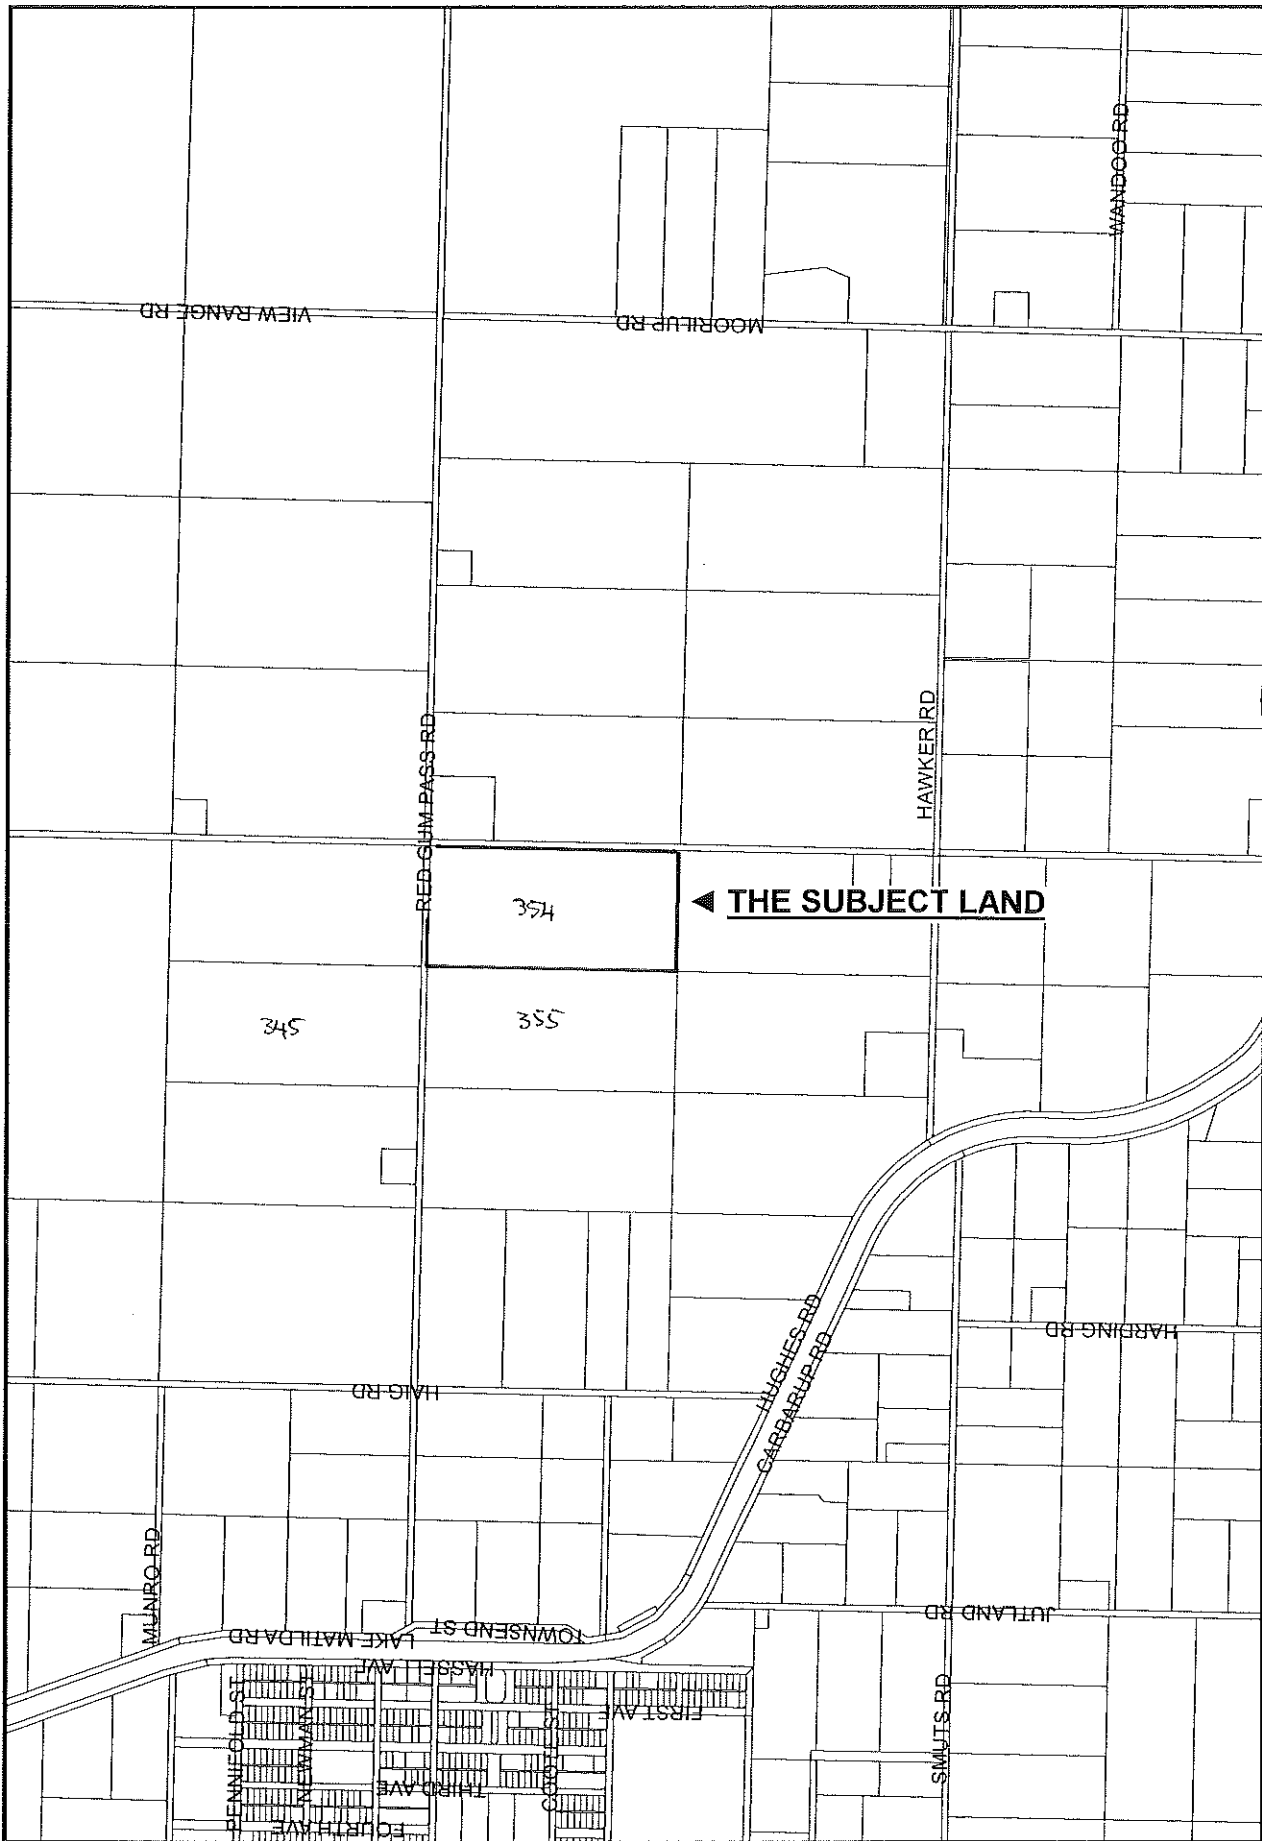 WANDOO RD
VIEW RANGE RD
MOORILUP RD
RED GUM PASS RD
HAWKER RD
354
THE SUBJECT LAND
345
355
HUGHES RD
CARBARUP RD
HARDING RD
HAIG RD
MUNRO RD
JUTLAND RD
LAKE MATILDA RD
TOWNSEND ST
HASSELL AVE
PENNIFOLD ST
NEWMAN ST
FIRST AVE
COOTE ST
SMUTS RD
THIRD AVE
FOURTH AVE